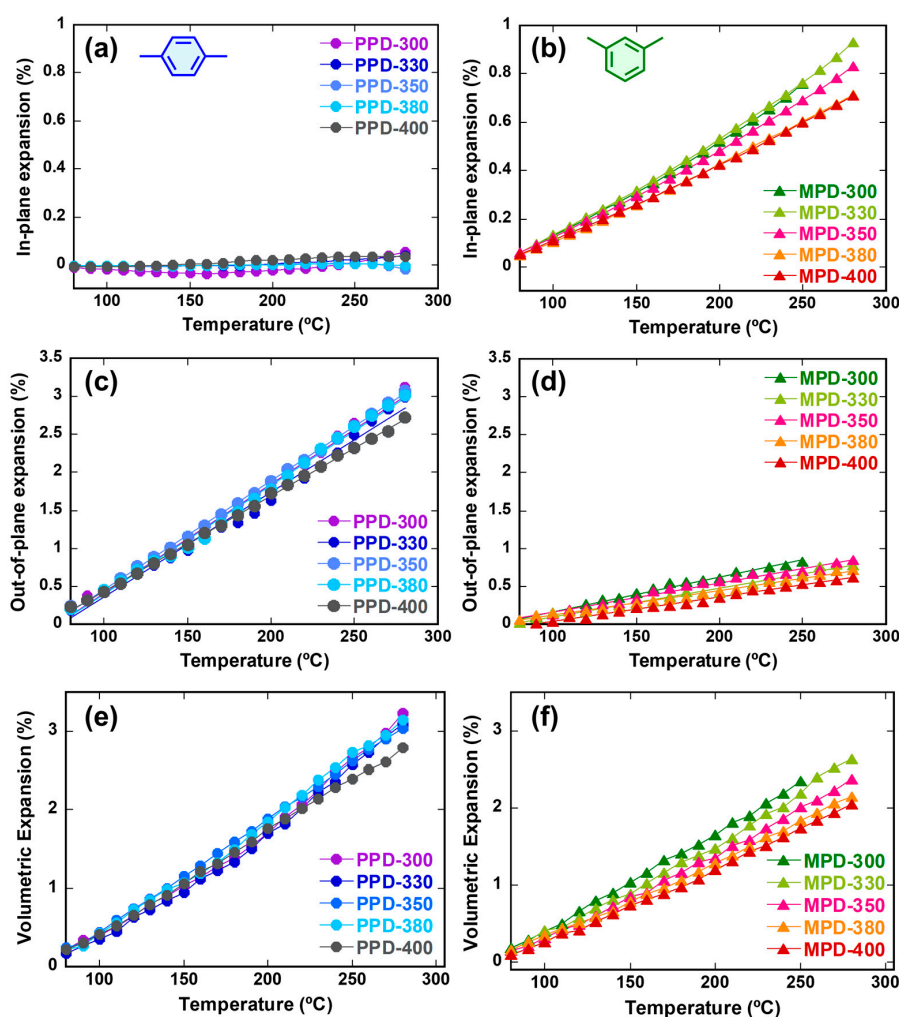 (a)
PPD-300
PPD-330
PPD-350
PPD-380
PPD-400
In-plane expansion (%)
1
0.8
0.6
0.4
0.2
0
100
150
200
250
300
Temperature (ºC)
(b)
MPD-300
MPD-330
MPD-350
MPD-380
MPD-400
In-plane expansion (%)
1
0.8
0.6
0.4
0.2
0
100
150
200
250
300
Temperature (ºC)
(c)
PPD-300
PPD-330
PPD-350
PPD-380
PPD-400
Out-of-plane expansion (%)
3.5
3
2.5
2
1.5
1
0.5
0
100
150
200
250
300
Temperature (ºC)
(d)
MPD-300
MPD-330
MPD-350
MPD-380
MPD-400
Out-of-plane expansion (%)
3.5
3
2.5
2
1.5
1
0.5
0
100
150
200
250
300
Temperature (ºC)
(e)
PPD-300
PPD-330
PPD-350
PPD-380
PPD-400
Volumetric Expansion (%)
3
2
1
0
100
150
200
250
300
Temperature (ºC)
(f)
MPD-300
MPD-330
MPD-350
MPD-380
MPD-400
Volumetric Expansion (%)
3
2
1
0
100
150
200
250
300
Temperature (ºC)